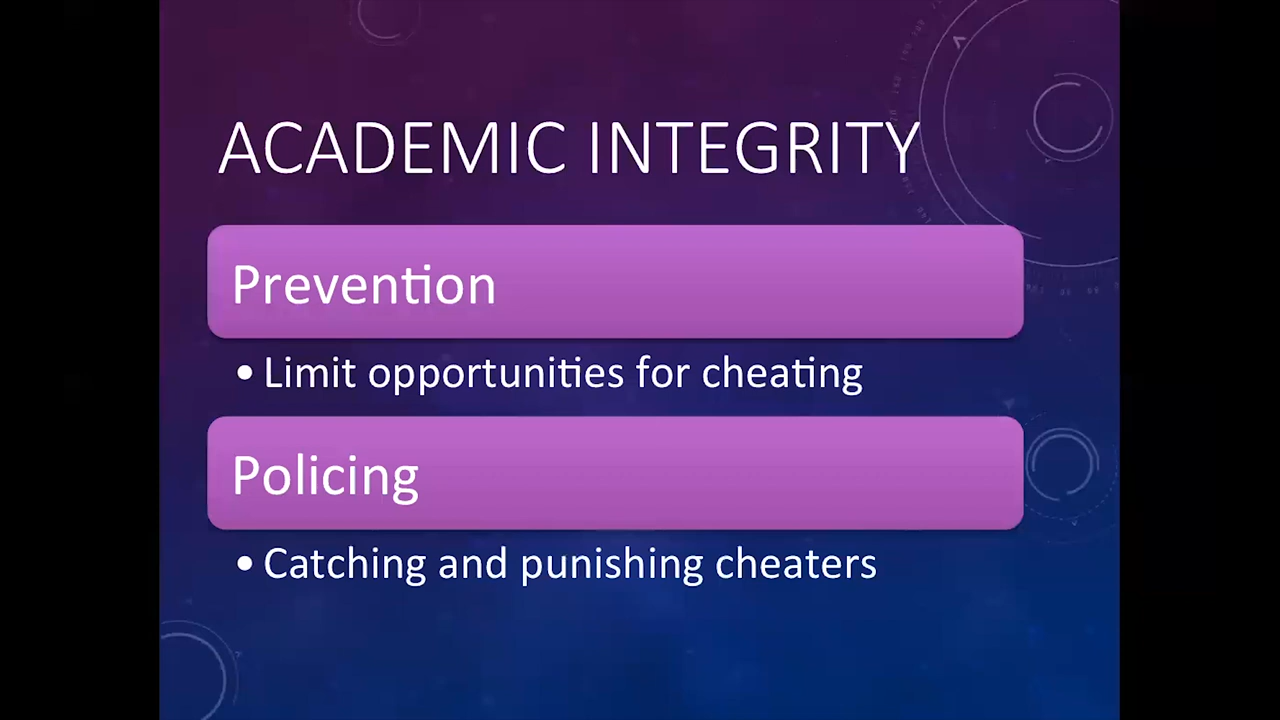 ACADEMIC INTEGRITY
Prevention
• Limit opportunities for cheating
Policing
• Catching and punishing cheaters